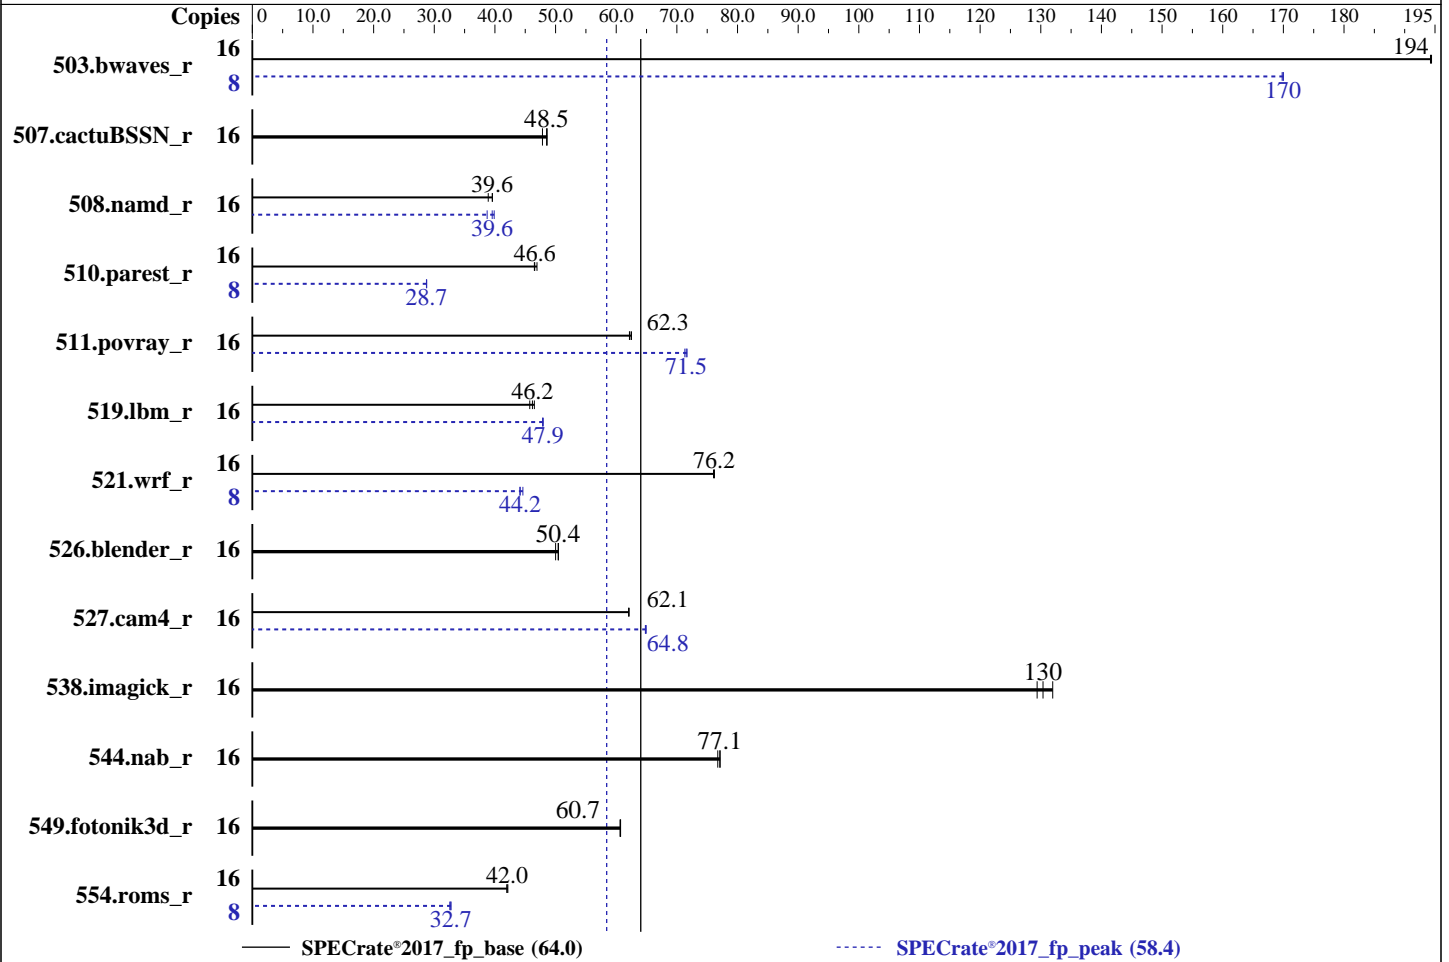 Copies 0 10.0 20.0 30.0 40.0 50.0 60.0 70.0 80.0 90.0 100 110 120 130 140 150 160 170 180 195
503.bwaves_r 16 194
8 170
507.cactuBSSN_r 16 48.5
508.namd_r 16 39.6
39.6
510.parest_r 16 46.6
8 28.7
511.povray_r 16 62.3
71.5
519.lbm_r 16 46.2
47.9
521.wrf_r 16 76.2
8 44.2
526.blender_r 16 50.4
527.cam4_r 16 62.1
64.8
538.imagick_r 16 130
544.nab_r 16 77.1
549.fotonik3d_r 16 60.7
554.roms_r 16 42.0
8 32.7
SPECrate®2017_fp_base (64.0) SPECrate®2017_fp_peak (58.4)